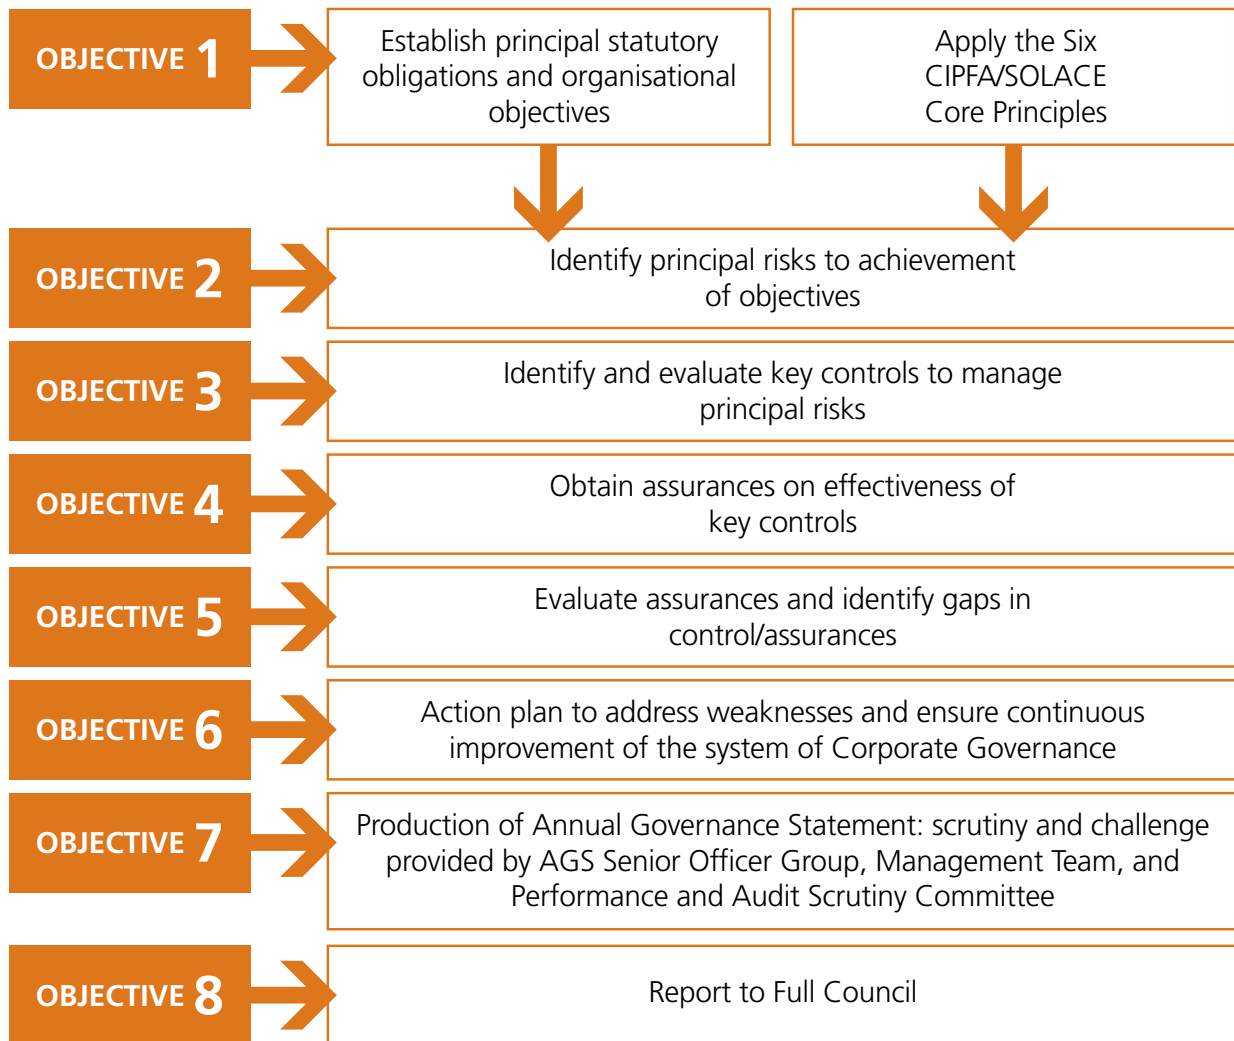 OBJECTIVE 1
Establish principal statutory
obligations and organisational
objectives
Apply the Six
CIPFA/SOLACE
Core Principles
OBJECTIVE 2
Identify principal risks to achievement
of objectives
OBJECTIVE 3
Identify and evaluate key controls to manage
principal risks
OBJECTIVE 4
Obtain assurances on effectiveness of
key controls
OBJECTIVE 5
Evaluate assurances and identify gaps in
control/assurances
OBJECTIVE 6
Action plan to address weaknesses and ensure continuous
improvement of the system of Corporate Governance
OBJECTIVE 7
Production of Annual Governance Statement: scrutiny and challenge
provided by AGS Senior Officer Group, Management Team, and
Performance and Audit Scrutiny Committee
OBJECTIVE 8
Report to Full Council